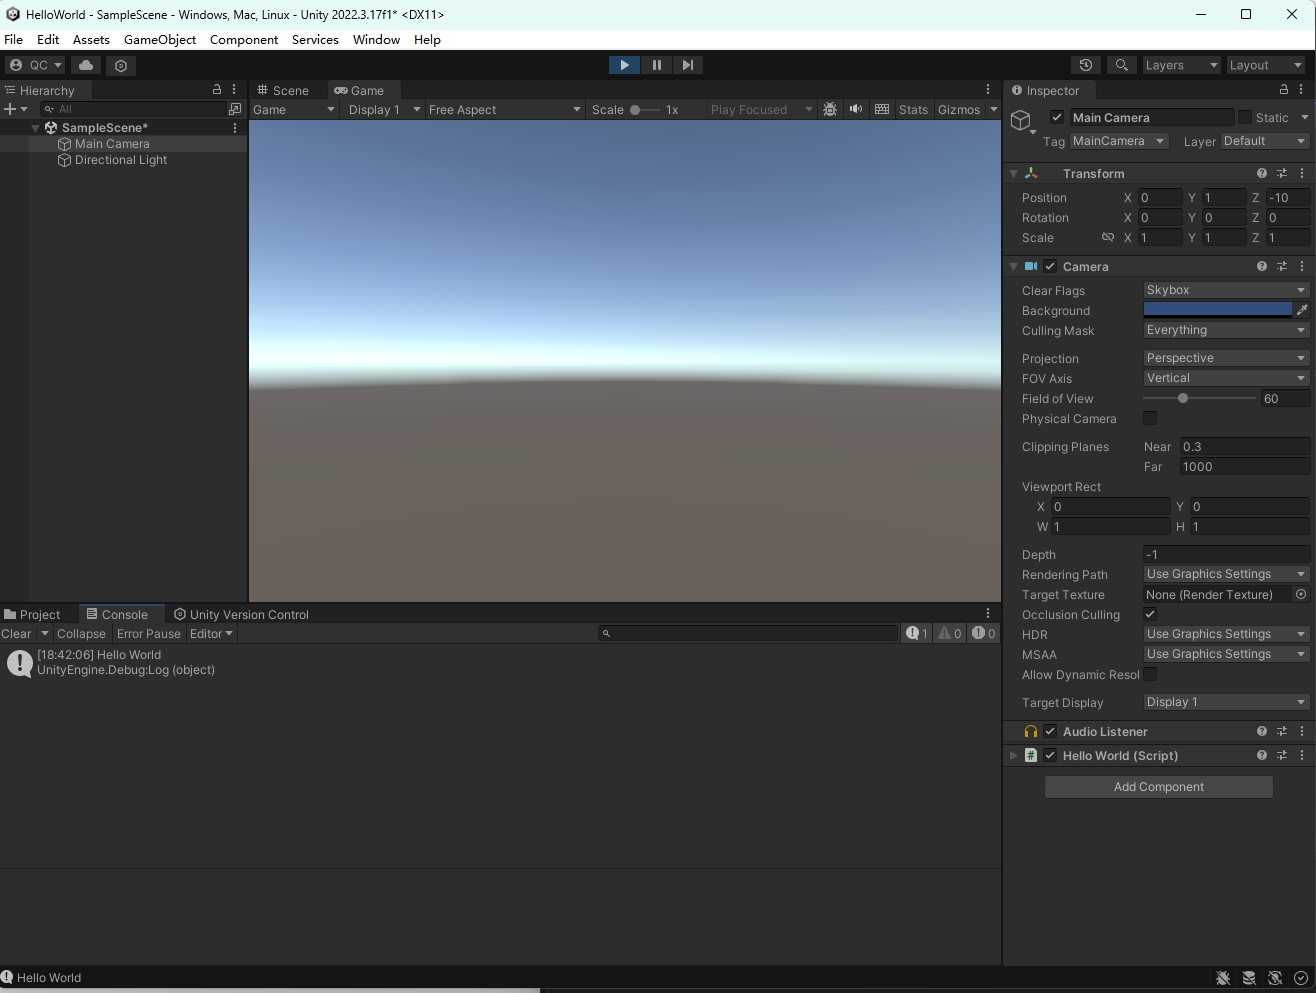 HelloWorld - SampleScene - Windows, Mac, Linux - Unity 2022.3.17f1* <DX11>
File Edit Assets GameObject Component Services Window Help
QC
Layers Layout
Hierarchy
All
SampleScene*
Main Camera
Directional Light
Scene Game
Game Display 1 Free Aspect Scale 1x Play Focused Stats Gizmos
Inspector
Main Camera Static
Tag MainCamera Layer Default
Transform
Position X 0 Y 1 Z -10
Rotation X 0 Y 0 Z 0
Scale X 1 Y 1 Z 1
Camera
Clear Flags Skybox
Background
Culling Mask Everything
Projection Perspective
FOV Axis Vertical
Field of View 60
Physical Camera
Clipping Planes Near 0.3
Far 1000
Viewport Rect
X 0 Y 0
W 1 H 1
Depth -1
Rendering Path Use Graphics Settings
Target Texture None (Render Texture)
Occlusion Culling
HDR Use Graphics Settings
MSAA Use Graphics Settings
Allow Dynamic Resol
Target Display Display 1
Audio Listener
# Hello World (Script)
Add Component
Project Console Unity Version Control
Clear Collapse Error Pause Editor 1 0 0
[18:42:06] Hello World
UnityEngine.Debug:Log (object)
Hello World